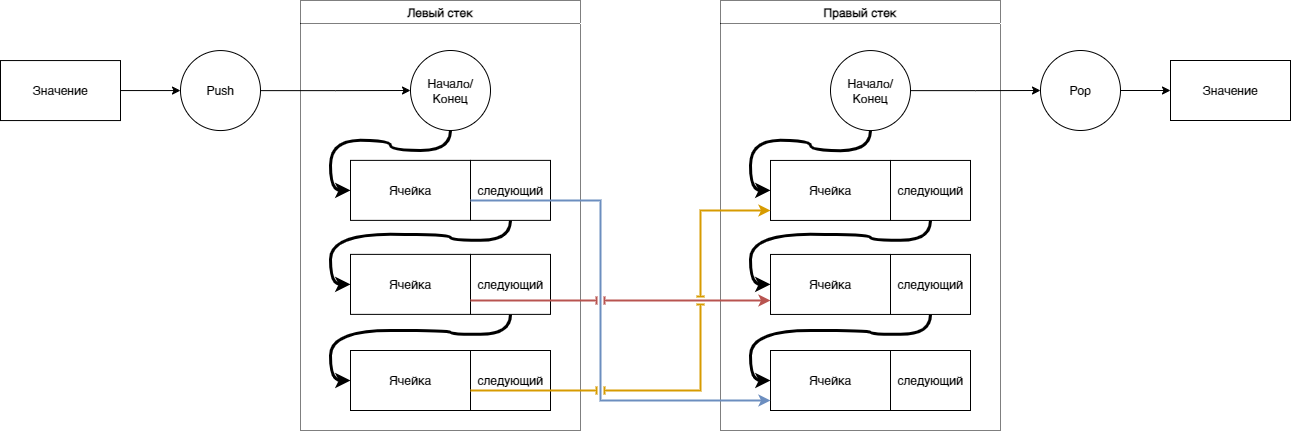 Левый стек
Правый стек
Значение
Push
Начало/
Конец
Начало/
Конец
Pop
Значение
Ячейка
следующий
Ячейка
следующий
Ячейка
следующий
Ячейка
следующий
Ячейка
следующий
Ячейка
следующий